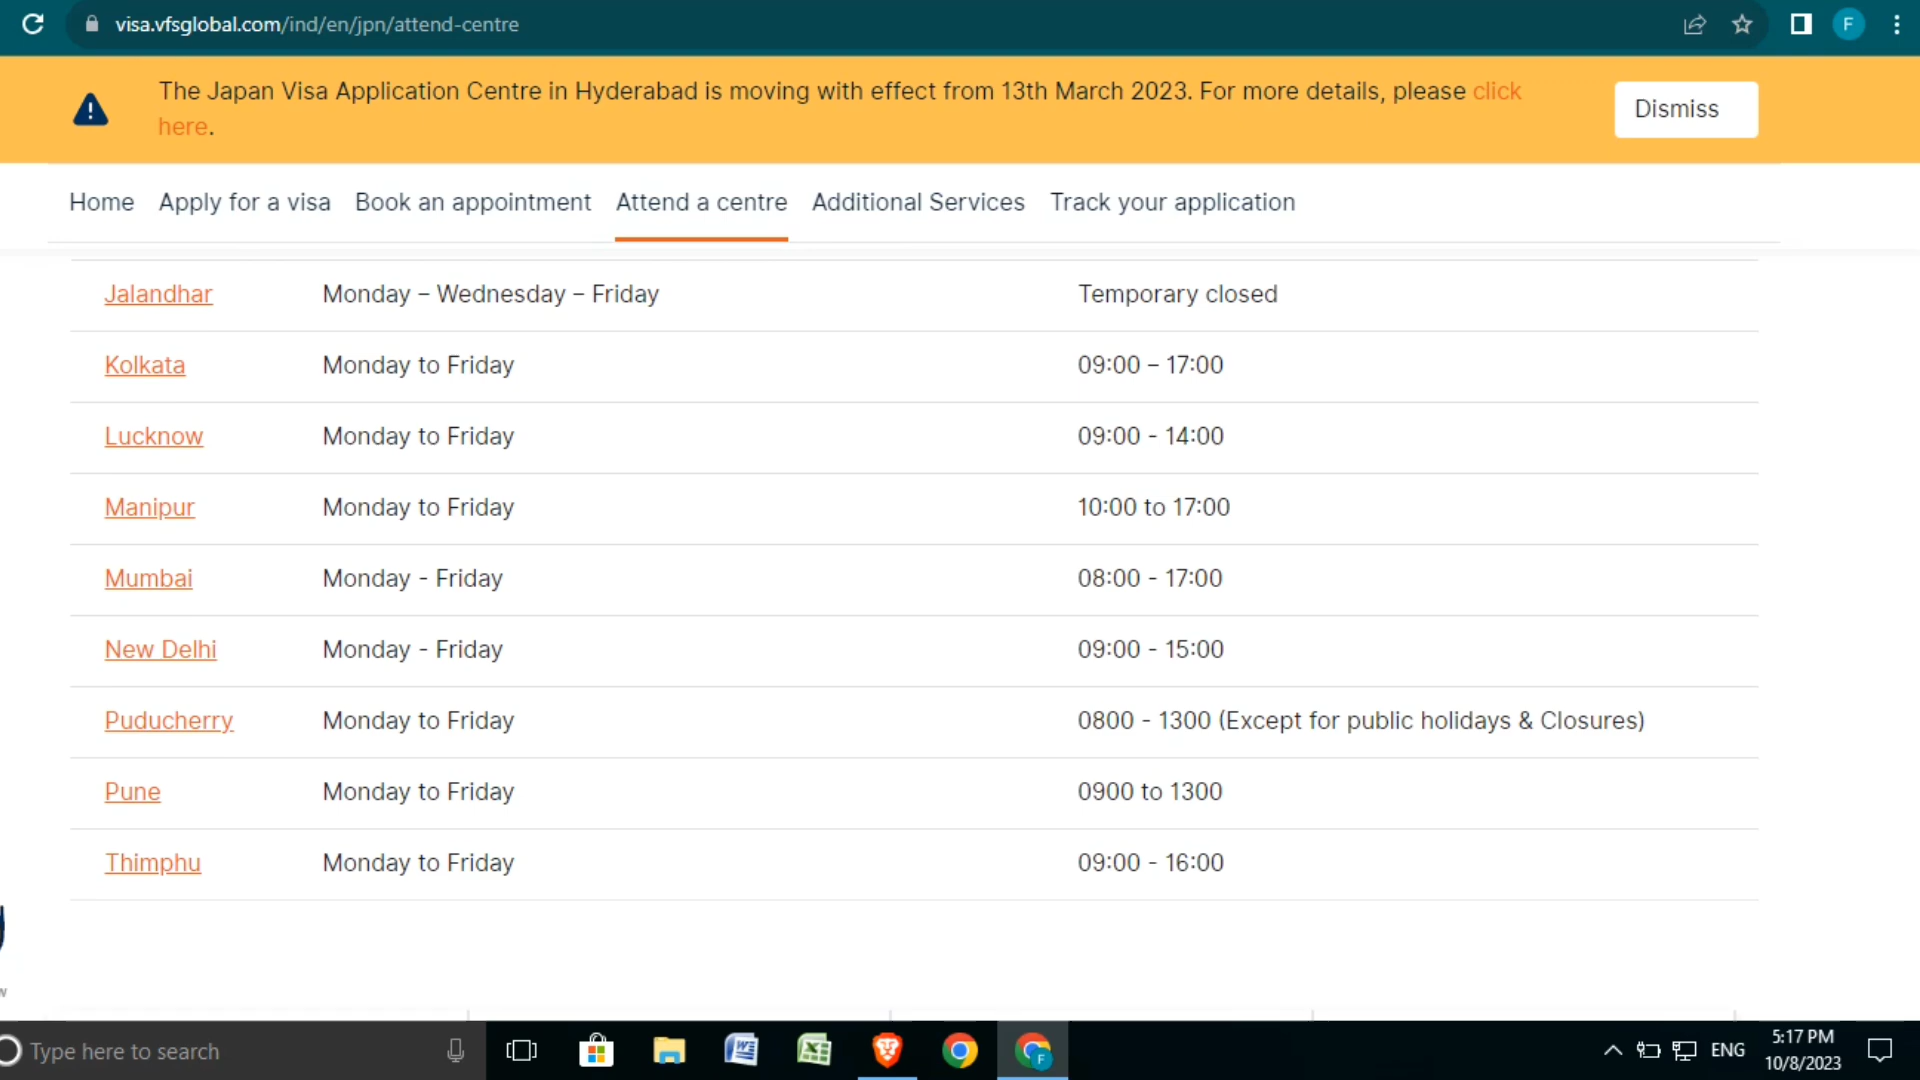 visa.vfsglobal.com/ind/en/jpn/attend-centre
F
The Japan Visa Application Centre in Hyderabad is moving with effect from 13th March 2023. For more details, please click
here.
Dismiss
Home Apply for a visa Book an appointment Attend a centre Additional Services Track your application
Jalandhar Monday – Wednesday – Friday Temporary closed
Kolkata Monday to Friday 09:00 – 17:00
Lucknow Monday to Friday 09:00 - 14:00
Manipur Monday to Friday 10:00 to 17:00
Mumbai Monday - Friday 08:00 - 17:00
New Delhi Monday - Friday 09:00 - 15:00
Puducherry Monday to Friday 0800 - 1300 (Except for public holidays & Closures)
Pune Monday to Friday 0900 to 1300
Thimphu Monday to Friday 09:00 - 16:00
w
Type here to search
W
X
F
ENG
5:17 PM
10/8/2023